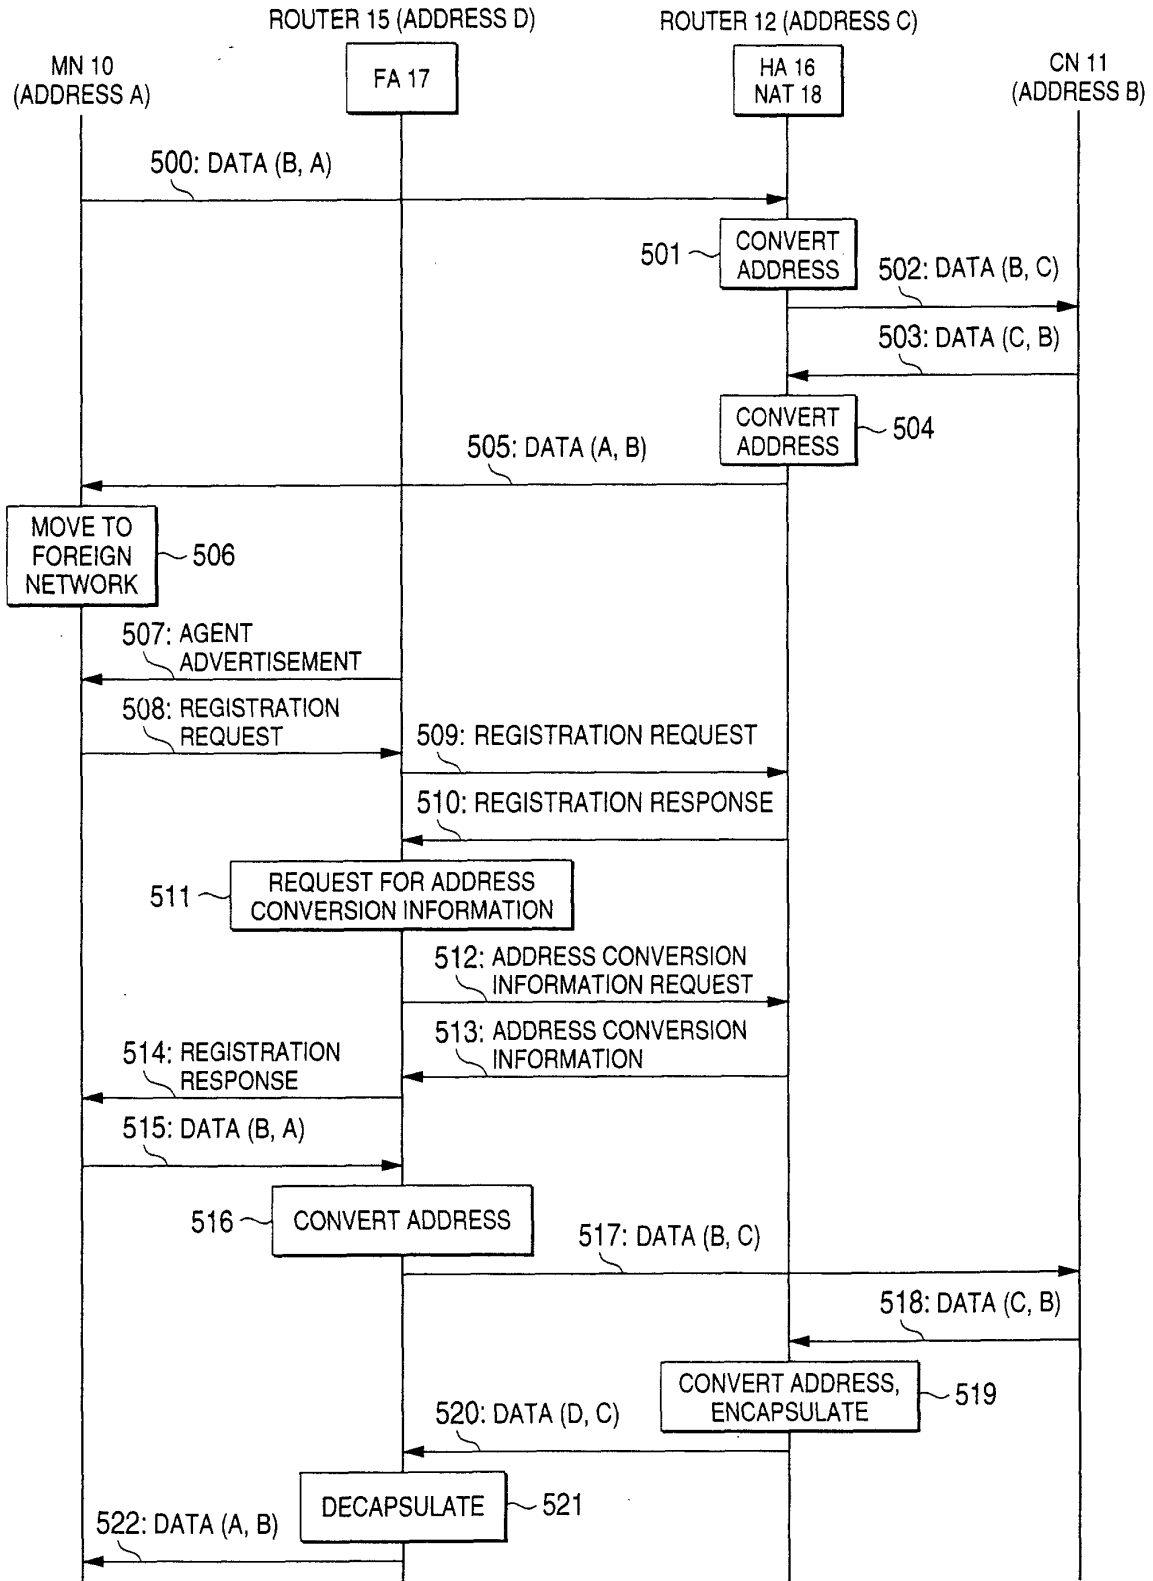 ROUTER 15 (ADDRESS D)
ROUTER 12 (ADDRESS C)
MN 10
(ADDRESS A)
FA 17
HA 16
NAT 18
CN 11
(ADDRESS B)
500: DATA (B, A)
501
CONVERT
ADDRESS
502: DATA (B, C)
503: DATA (C, B)
CONVERT
ADDRESS
504
505: DATA (A, B)
MOVE TO
FOREIGN
NETWORK
506
507: AGENT
ADVERTISEMENT
508: REGISTRATION
REQUEST
509: REGISTRATION REQUEST
510: REGISTRATION RESPONSE
511
REQUEST FOR ADDRESS
CONVERSION INFORMATION
512: ADDRESS CONVERSION
INFORMATION REQUEST
513: ADDRESS CONVERSION
INFORMATION
514: REGISTRATION
RESPONSE
515: DATA (B, A)
516
CONVERT ADDRESS
517: DATA (B, C)
518: DATA (C, B)
CONVERT ADDRESS,
ENCAPSULATE
519
520: DATA (D, C)
DECAPSULATE
521
522: DATA (A, B)